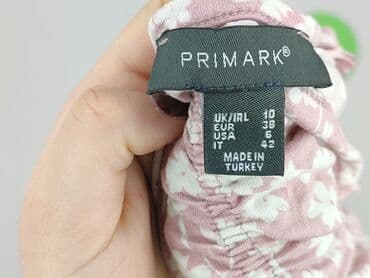 PRIMARK®
UK/IRL 10
EUR 38
USA 6
IT 42
MADE IN
TURKEY